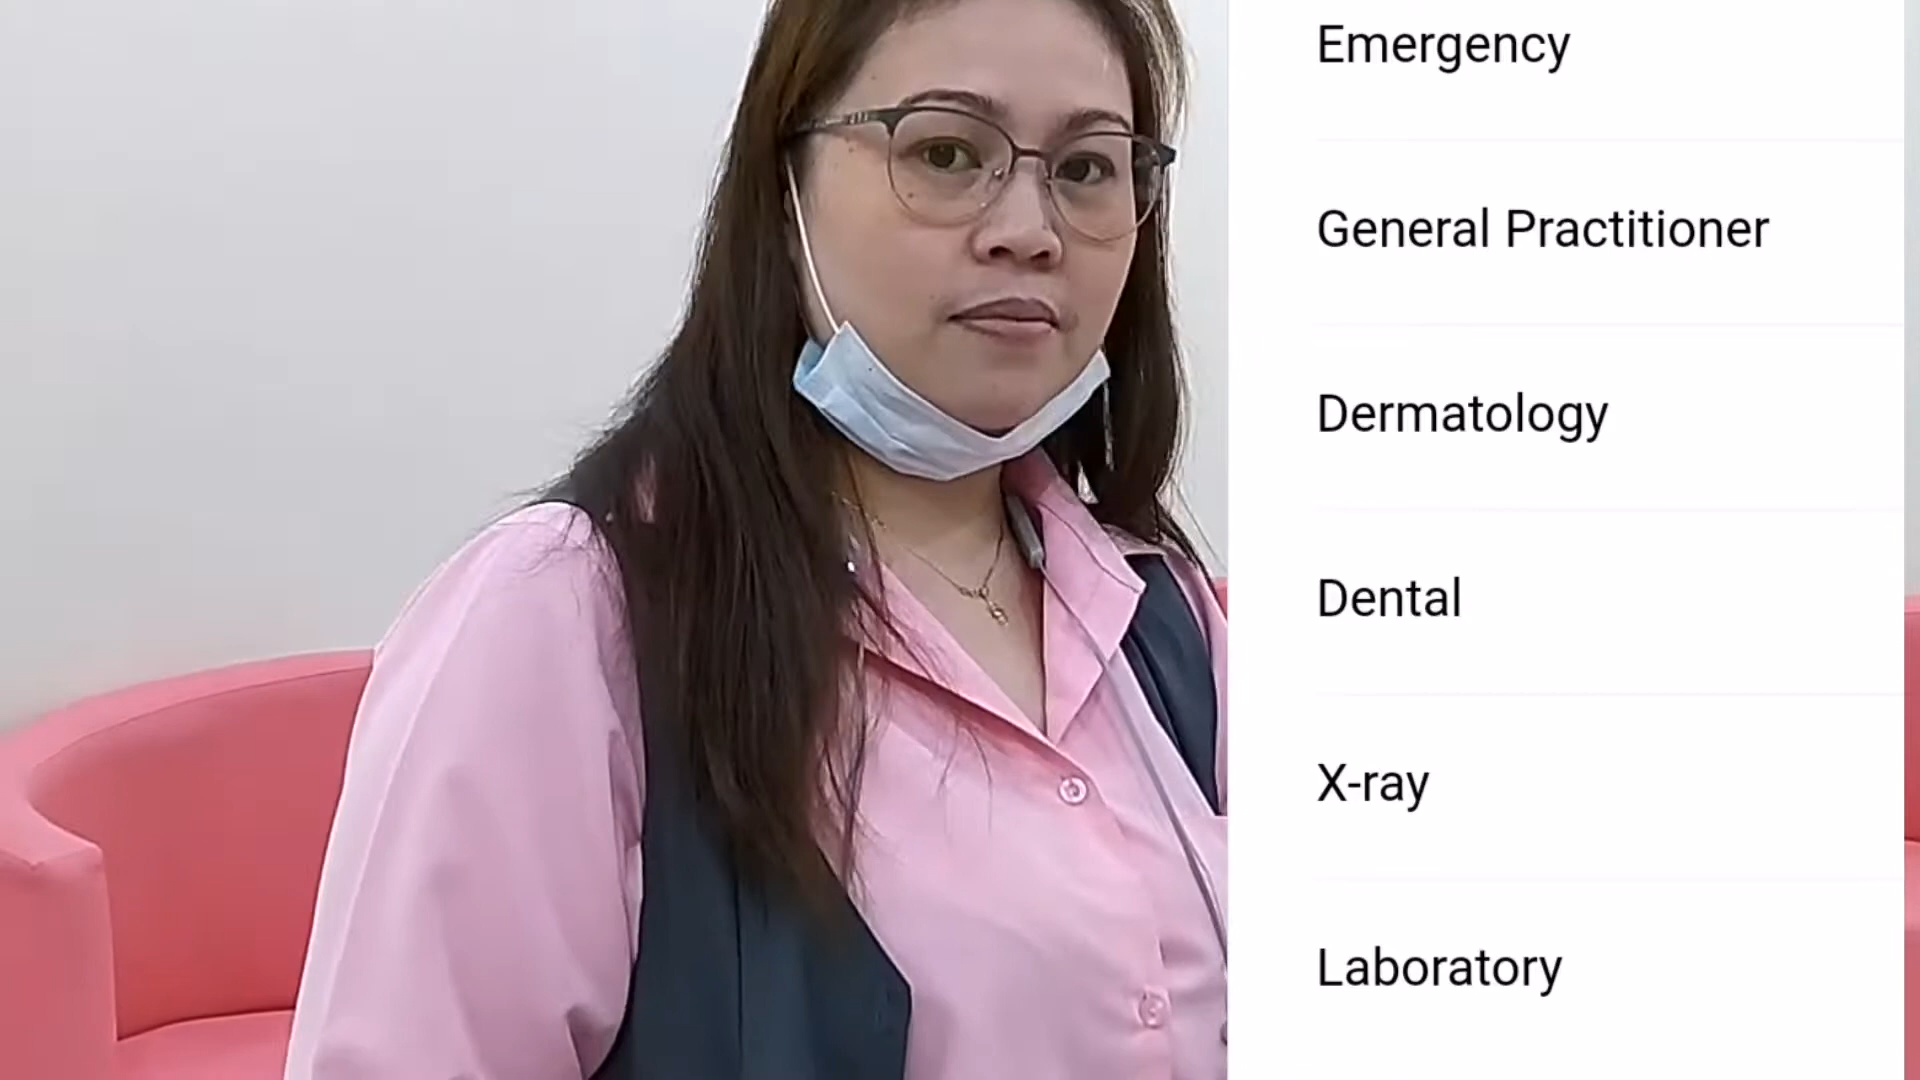 Emergency
General Practitioner
Dermatology
Dental
X-ray
Laboratory